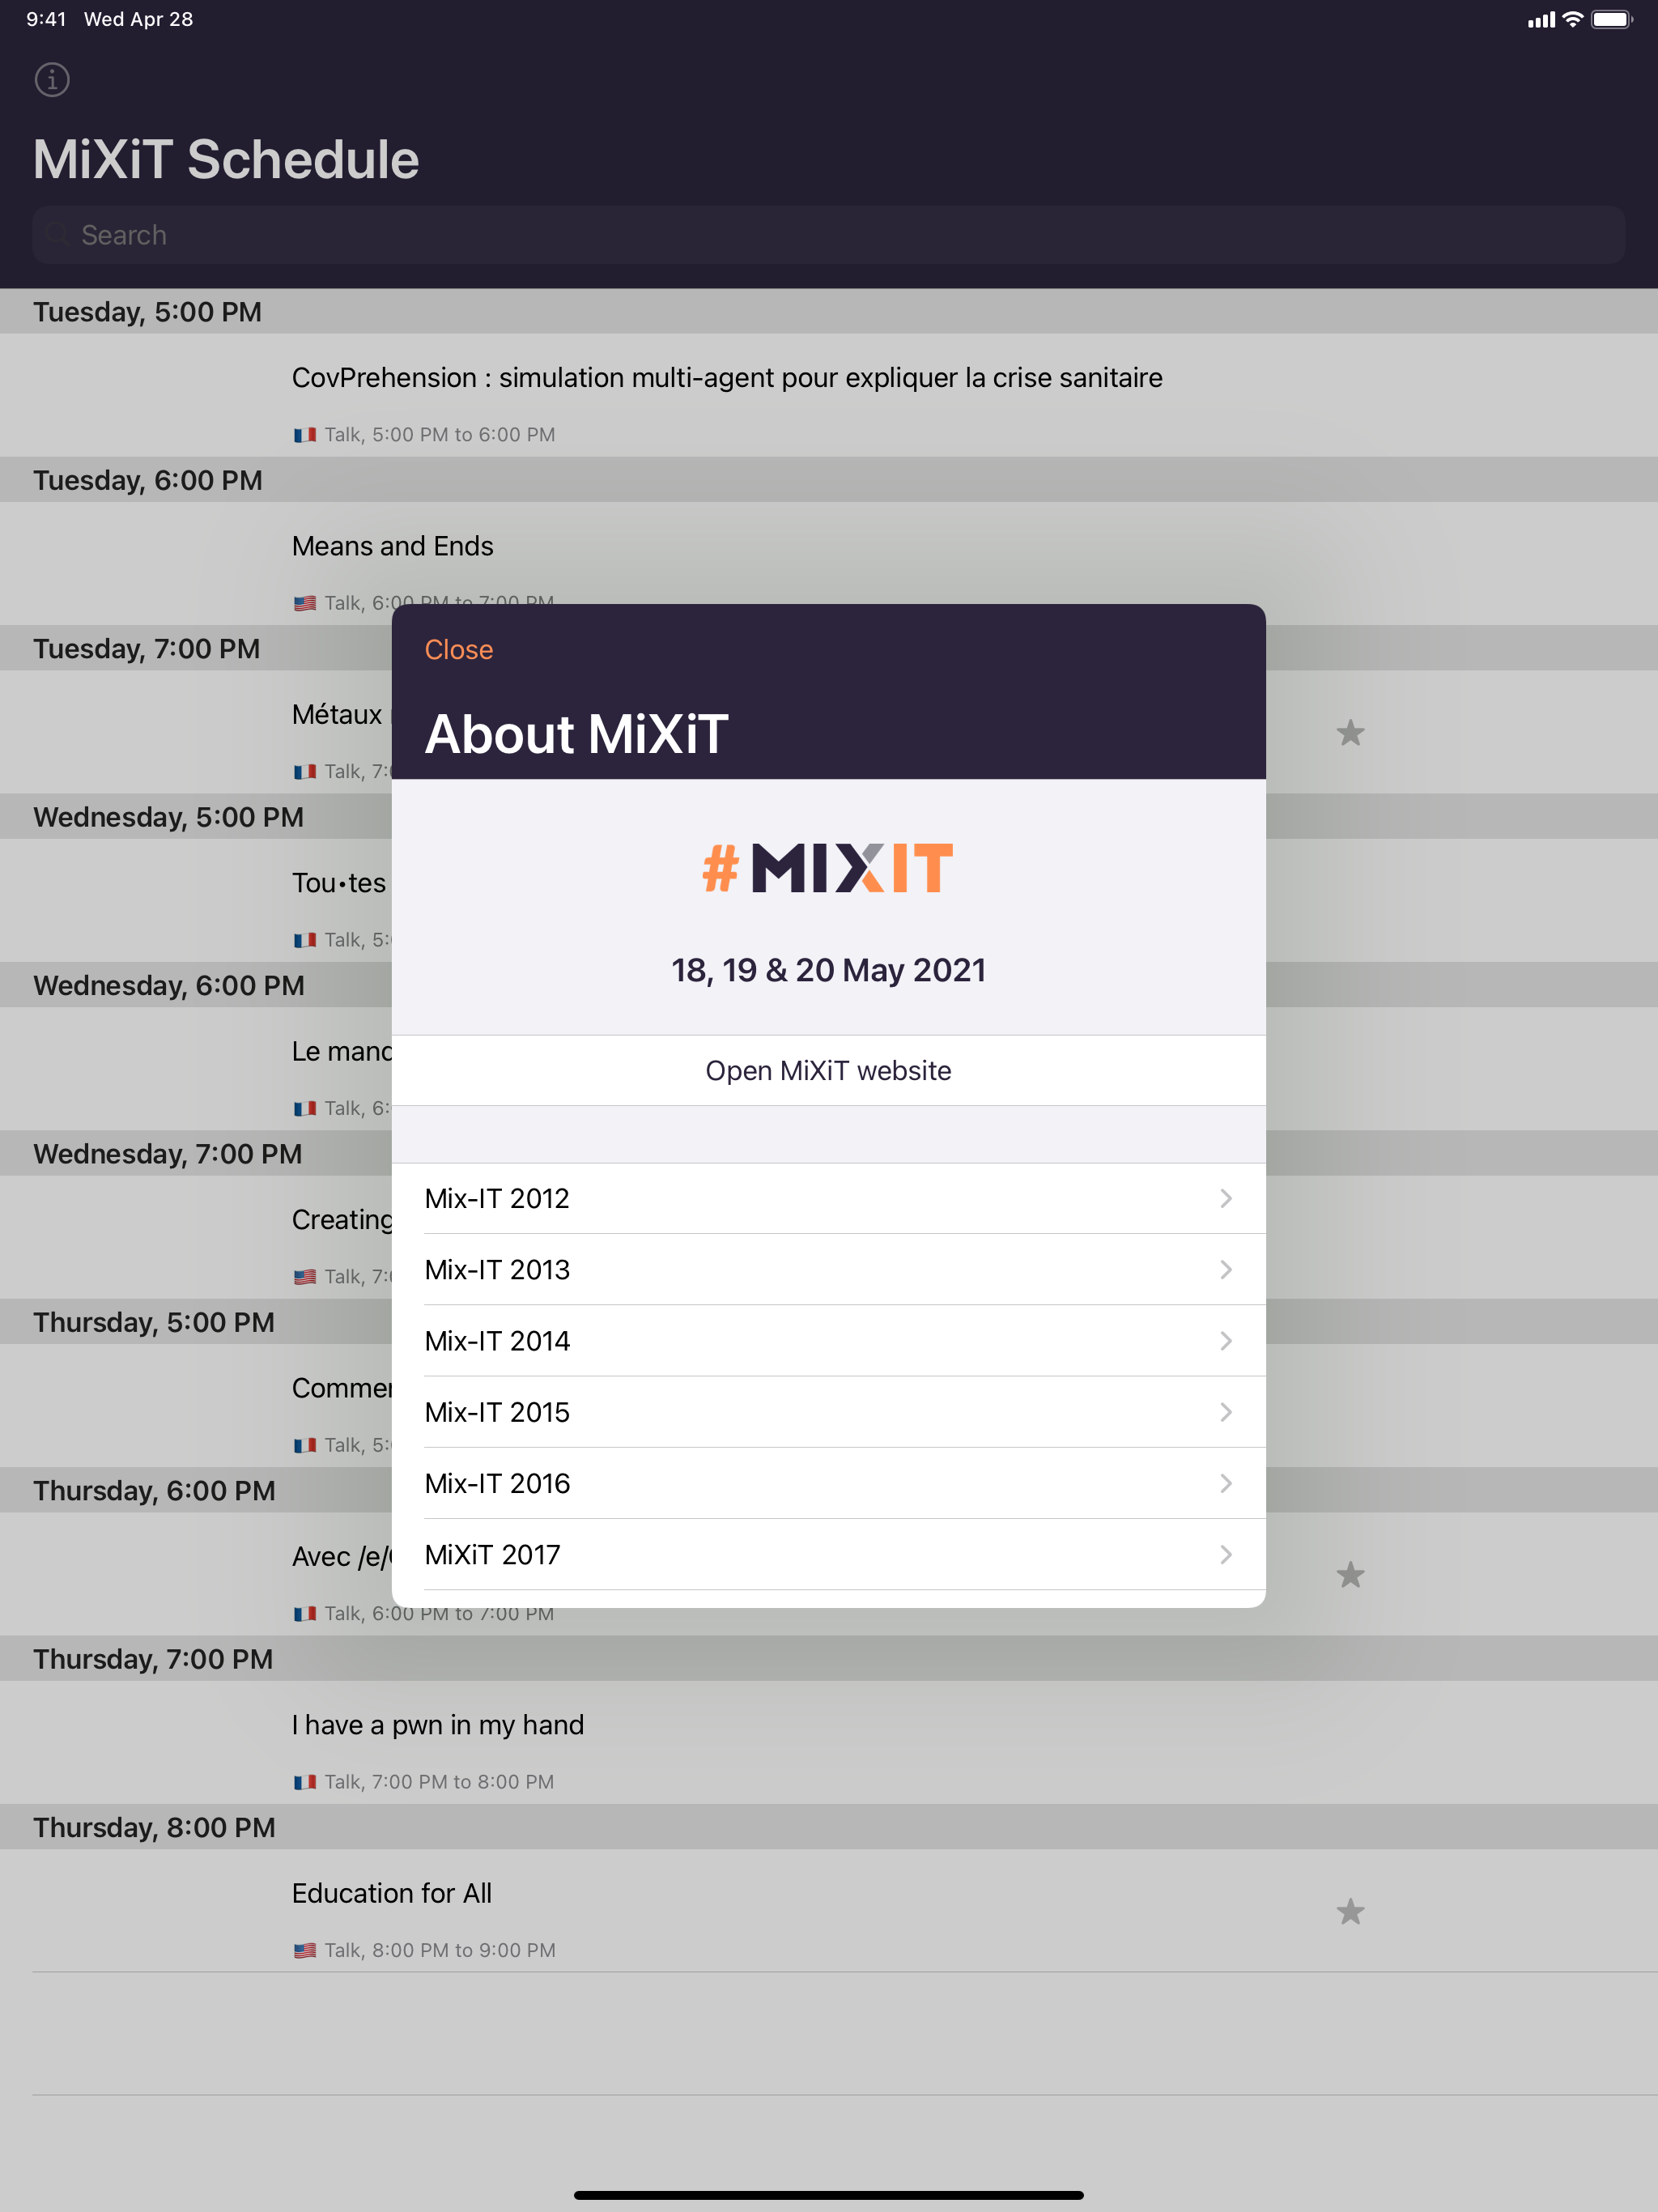 9:41 Wed Apr 28
MiXiT Schedule
Search
Tuesday, 5:00 PM
CovPrehension : simulation multi-agent pour expliquer la crise sanitaire
Talk, 5:00 PM to 6:00 PM
Tuesday, 6:00 PM
Means and Ends
Talk, 6:00 PM to 7:00 PM
Tuesday, 7:00 PM
Métaux
Talk, 7:
Wednesday, 5:00 PM
Tou•tes
Talk, 5:
Wednesday, 6:00 PM
Le
Talk, 6:
Wednesday, 7:00 PM
Creating
Talk, 7:
Thursday, 5:00 PM
Talk, 5:
Thursday, 6:00 PM
Avec /e/
Talk, 6:00 PM to 7:00 PM
Thursday, 7:00 PM
I have a pwn in my hand
Talk, 7:00 PM to 8:00 PM
Thursday, 8:00 PM
Education for All
Talk, 8:00 PM to 9:00 PM
Close
About MiXiT
#MIXIT
18, 19 & 20 May 2021
Open MiXiT website
Mix-IT 2012
Mix-IT 2013
Mix-IT 2014
Mix-IT 2015
Mix-IT 2016
MiXiT 2017